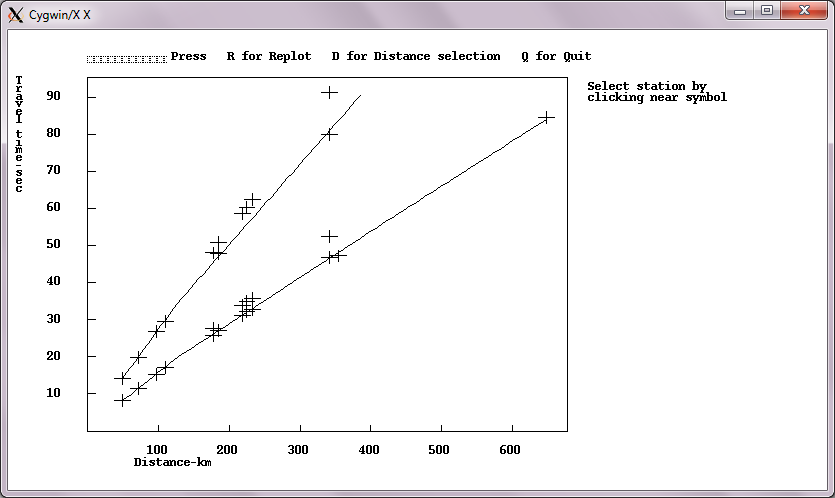 Cygwin/X X
Press R for Replot D for Distance selection Q for Quit
Select station by
clicking near symbol
Travel time-sec
90
80
70
60
50
40
30
20
10
100 200 300 400 500 600
Distance-km